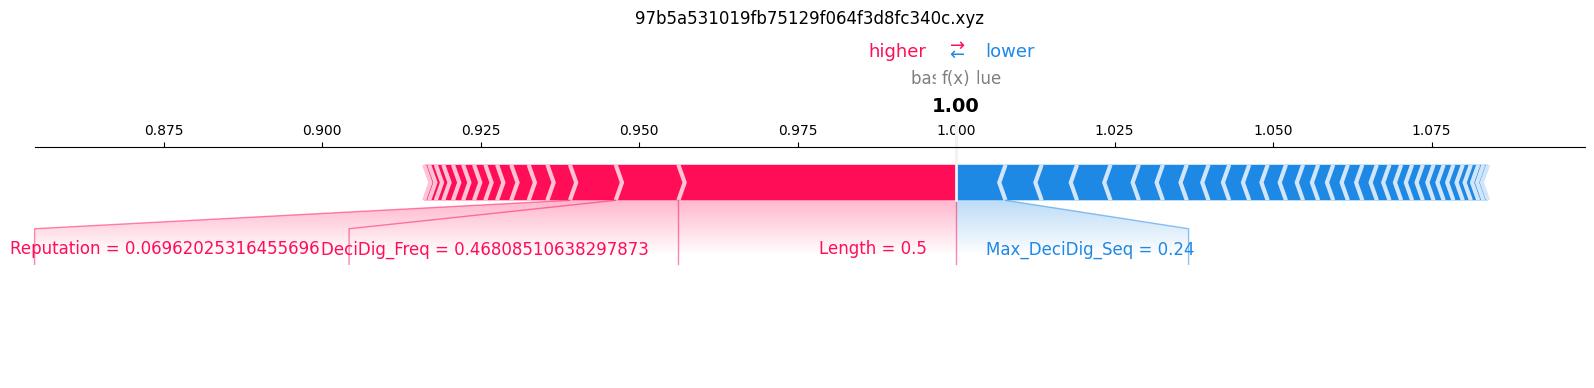 97b5a531019fb75129f064f3d8fc340c.xyz
higher ⇄ lower
f(x)
1.00
0.875 0.900 0.925 0.950 0.975 1.000 1.025 1.050 1.075
Reputation = 0.06962025316455696 DeciDig_Freq = 0.46808510638297873 Length = 0.5 Max_DeciDig_Seq = 0.24